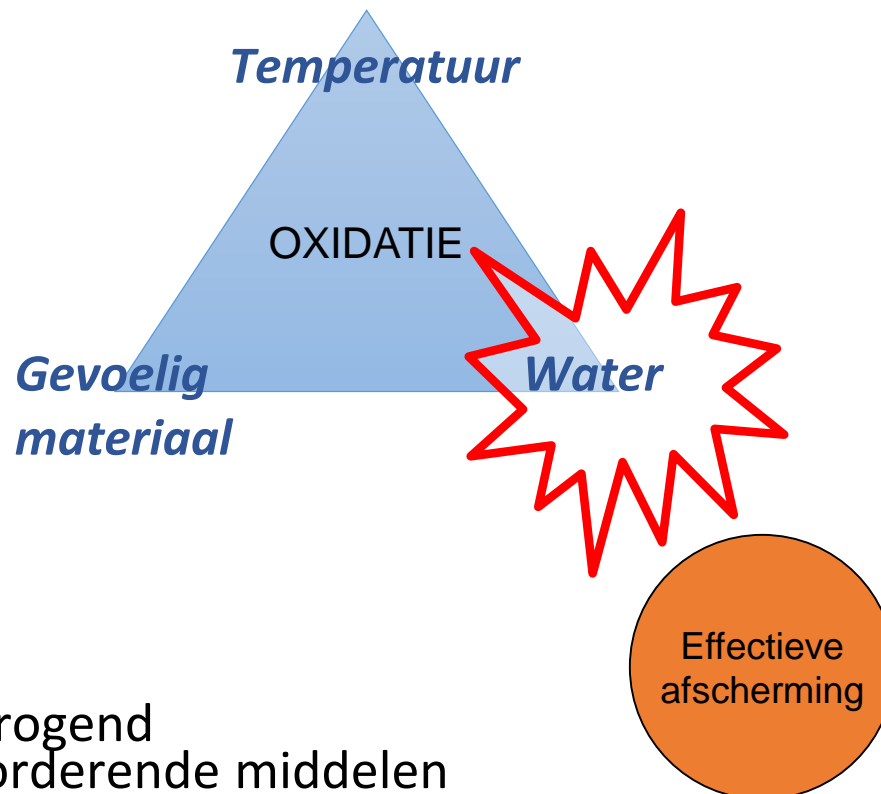 Temperatuur
OXIDATIE
Gevoelig
materiaal
Water
Effectieve
afscherming
rogend
orderende middelen